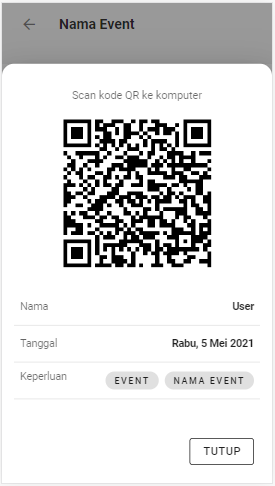 Nama Event
Scan kode QR ke komputer
Nama User
Tanggal Rabu, 5 Mei 2021
Keperluan EVENT NAMA EVENT
TUTUP